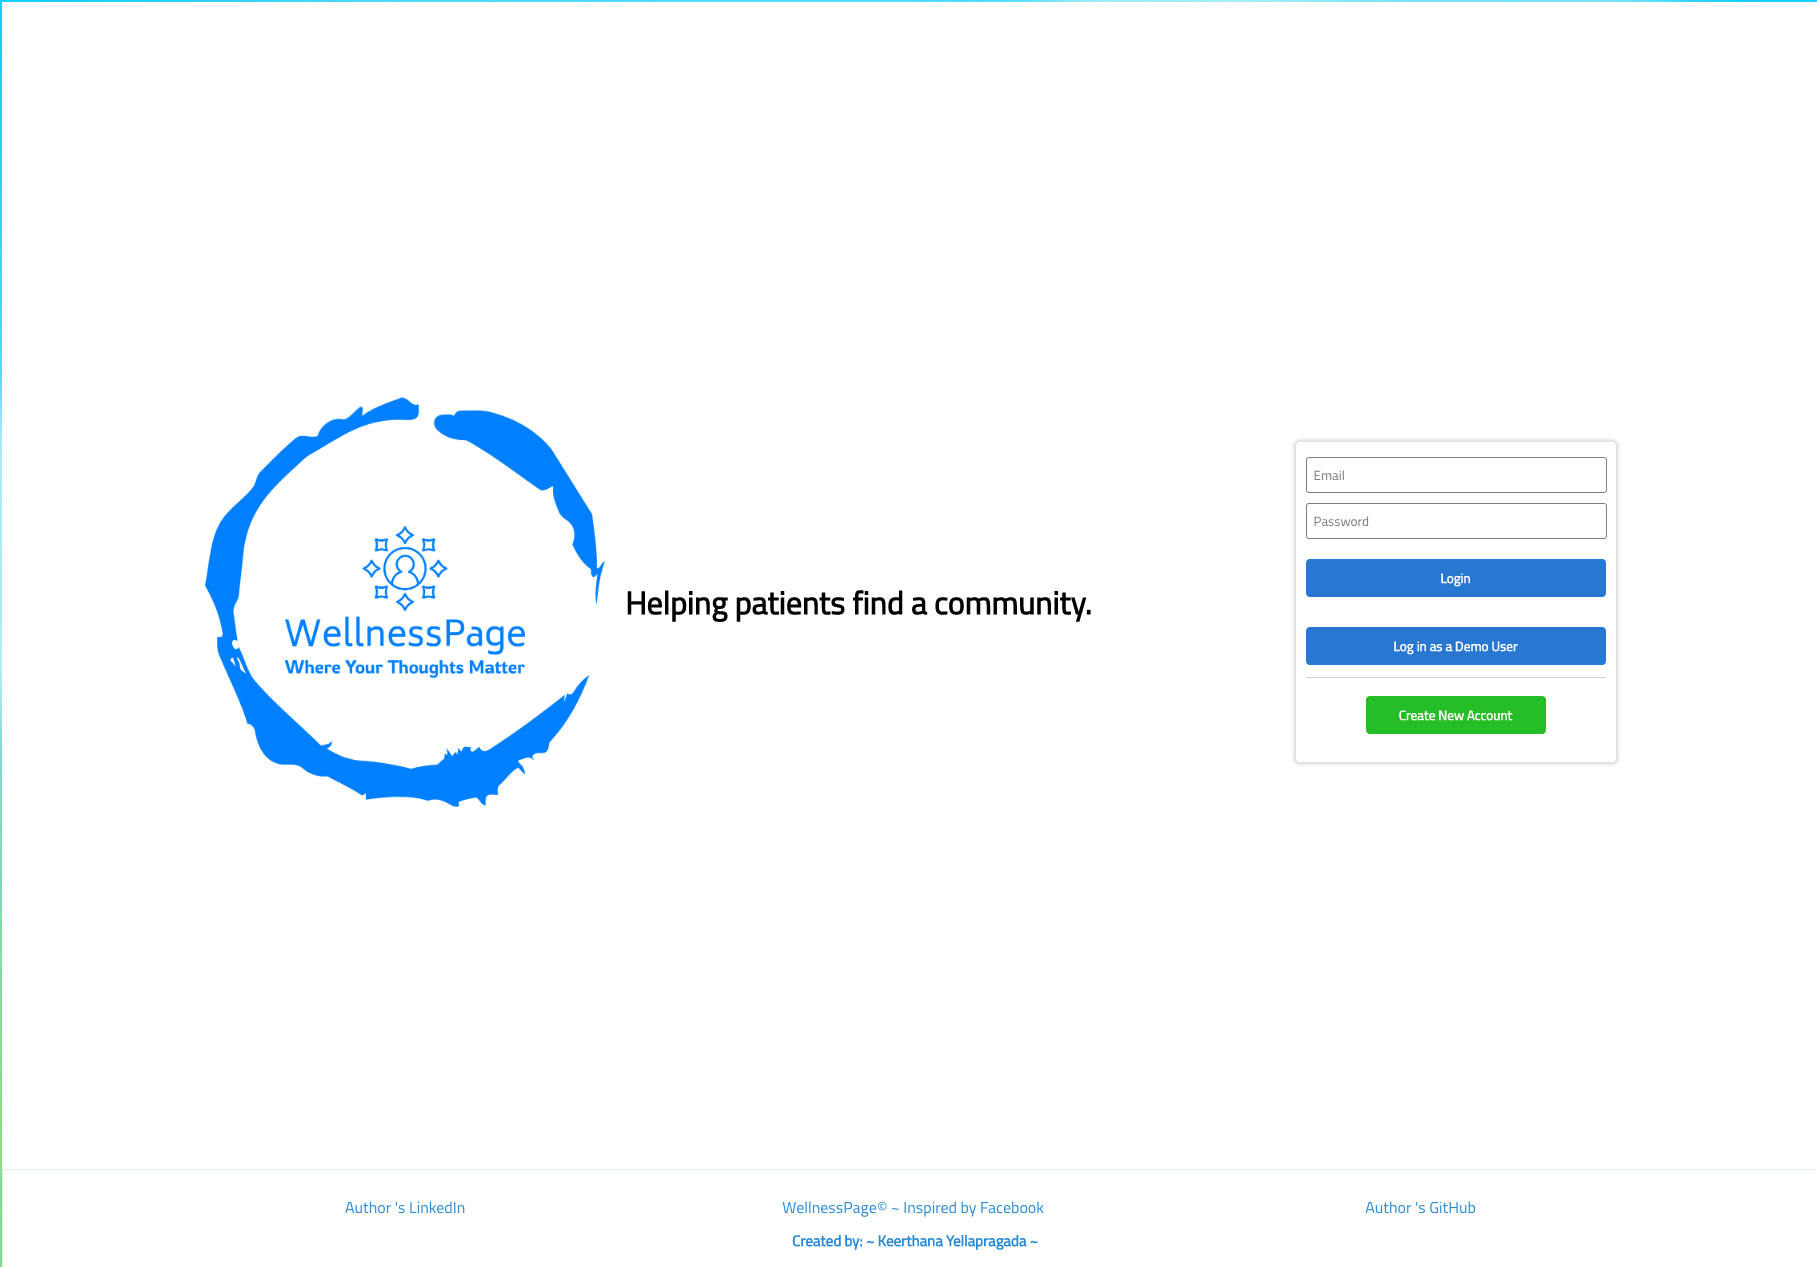 WellnessPage
Where Your Thoughts Matter
Helping patients find a community.
Email
Password
Login
Log in as a Demo User
Create New Account
Author 's LinkedIn
WellnessPage© ~ Inspired by Facebook
Author 's GitHub
Created by: ~ Keerthana Yellapragada ~